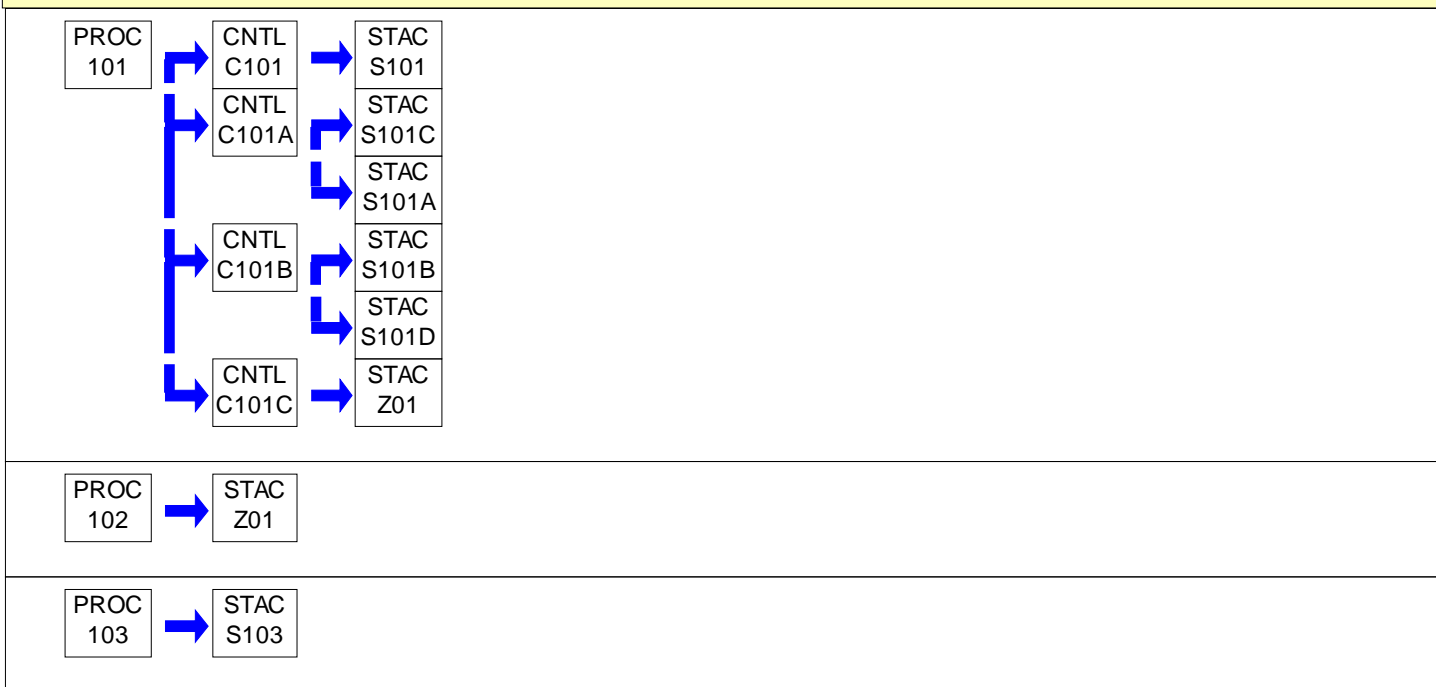 PROC
101
CNTL
C101
STAC
S101
CNTL
C101A
STAC
S101C
STAC
S101A
CNTL
C101B
STAC
S101B
STAC
S101D
CNTL
C101C
STAC
Z01
PROC
102
STAC
Z01
PROC
103
STAC
S103